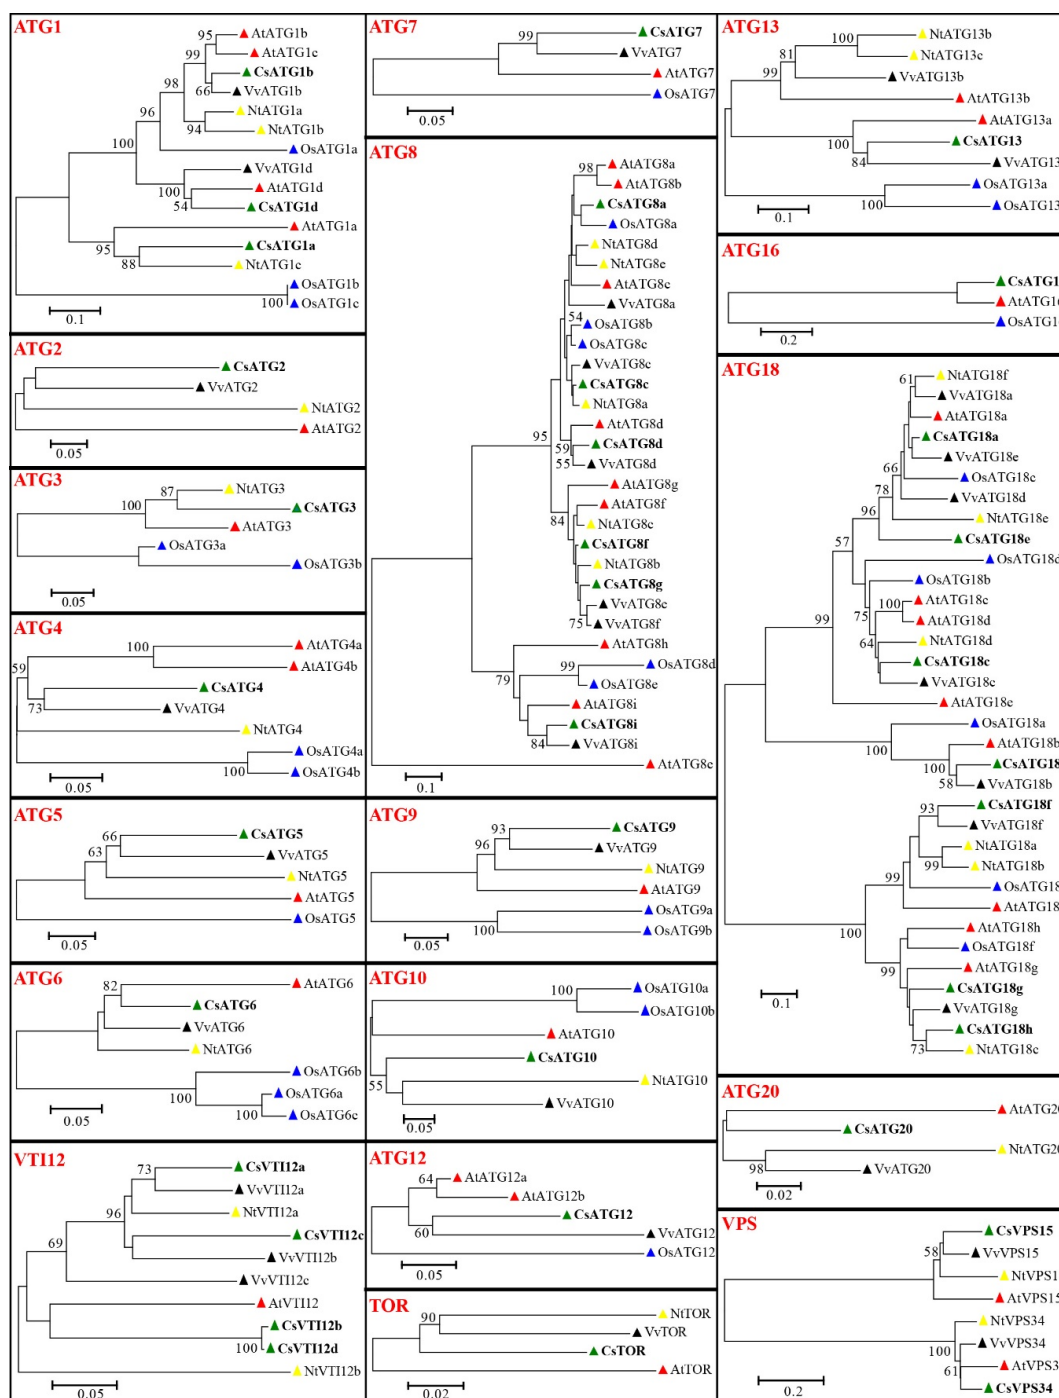 ATG1
95
AtATG1b
99
AtATG1c
98
CsATG1b
66
VvATG1b
96
NtATG1a
94
NtATG1b
100
OsATG1a
VvATG1d
100
AtATG1d
54
CsATG1d
AtATG1a
95
CsATG1a
88
NtATG1c
OsATG1b
100
OsATG1c
0.1
ATG2
CsATG2
VvATG2
NtATG2
AtATG2
0.05
ATG3
87
NtATG3
100
CsATG3
AtATG3
OsATG3a
OsATG3b
0.05
ATG4
100
AtATG4a
59
AtATG4b
CsATG4
73
VvATG4
NtATG4
OsATG4a
100
OsATG4b
0.05
ATG5
66
CsATG5
63
VvATG5
NtATG5
AtATG5
OsATG5
0.05
ATG6
82
AtATG6
CsATG6
VvATG6
NtATG6
OsATG6b
100
OsATG6a
100
OsATG6c
0.05
VTI12
73
CsVTI12a
VvVTI12a
96
NtVTI12a
CsVTI12c
69
VvVTI12b
VvVTI12c
AtVTI12
CsVTI12b
100
CsVTI12d
NtVTI12b
0.05
ATG7
99
CsATG7
VvATG7
AtATG7
OsATG7
0.05
ATG8
98
AtATG8a
AtATG8b
CsATG8a
OsATG8a
NtATG8d
NtATG8e
AtATG8c
VvATG8a
54
OsATG8b
OsATG8c
VvATG8c
CsATG8c
NtATG8a
AtATG8d
95
59
CsATG8d
55
VvATG8d
AtATG8g
AtATG8f
84
NtATG8c
CsATG8f
NtATG8b
CsATG8g
VvATG8e
75
VvATG8f
AtATG8h
99
OsATG8d
79
OsATG8e
AtATG8i
CsATG8i
84
VvATG8i
AtATG8e
0.1
ATG9
93
CsATG9
96
VvATG9
NtATG9
AtATG9
OsATG9a
100
OsATG9b
0.05
ATG10
100
OsATG10a
OsATG10b
AtATG10
CsATG10
55
NtATG10
VvATG10
0.05
ATG12
64
AtATG12a
AtATG12b
CsATG12
60
VvATG12
OsATG12
0.05
TOR
90
NtTOR
VvTOR
CsTOR
AtTOR
0.02
ATG13
100
NtATG13b
81
NtATG13c
99
VvATG13b
AtATG13b
AtATG13a
100
CsATG13
84
VvATG13
OsATG13a
100
OsATG13
0.1
ATG16
CsATG1
AtATG16
OsATG1
0.2
ATG18
61
NtATG18f
VvATG18a
AtATG18a
CsATG18a
66
VvATG18e
78
OsATG18c
VvATG18d
96
NtATG18e
57
CsATG18e
OsATG18d
OsATG18b
100
AtATG18c
75
AtATG18d
99
64
NtATG18d
CsATG18c
VvATG18c
AtATG18e
OsATG18a
100
AtATG18b
100
CsATG18
58
VvATG18b
93
CsATG18f
VvATG18f
NtATG18a
99
NtATG18b
99
OsATG18
AtATG18
100
AtATG18h
OsATG18f
99
AtATG18g
CsATG18g
VvATG18g
CsATG18h
73
NtATG18c
0.1
ATG20
AtATG20
CsATG20
NtATG20
98
VvATG20
0.02
VPS
CsVPS15
58
VvVPS15
NtVPS1
AtVPS15
NtVPS34
100
VvVPS34
61
AtVPS3
CsVPS34
0.2